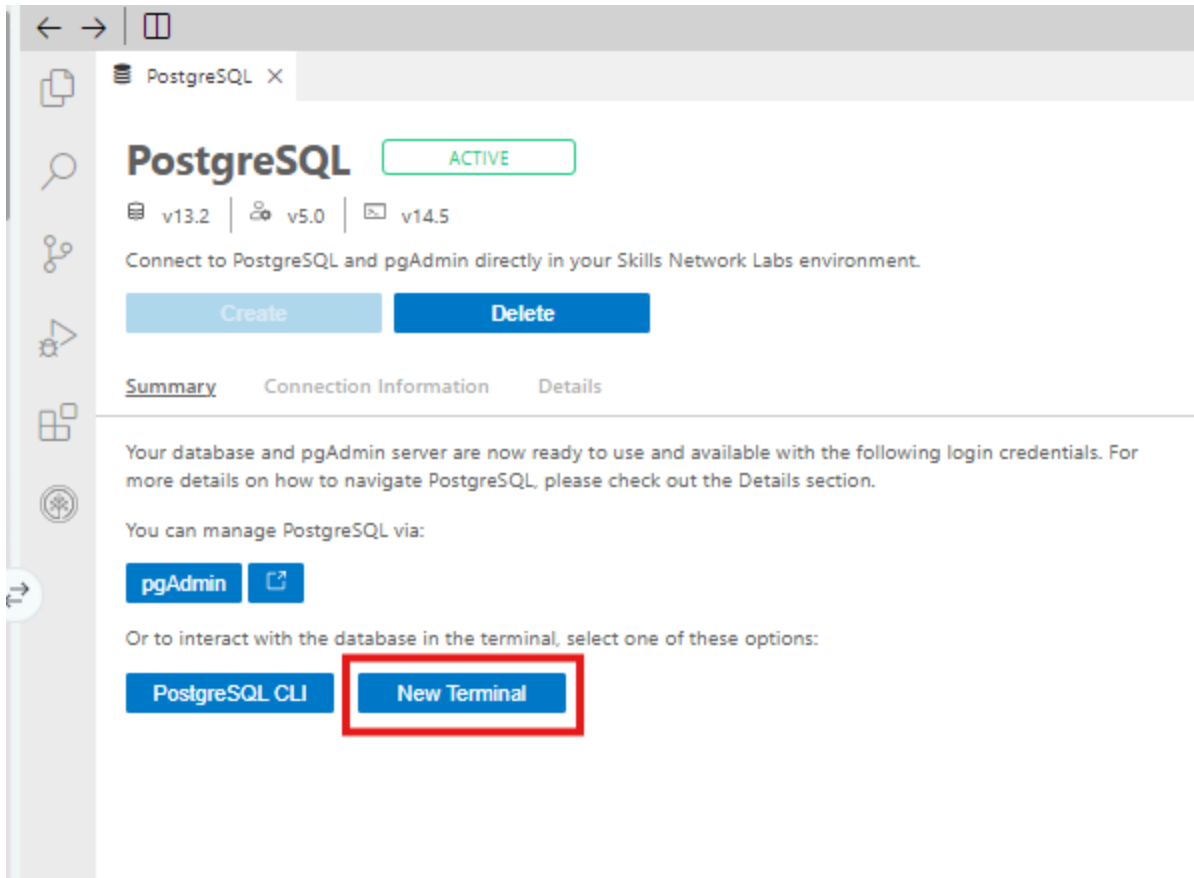 PostgreSQL
PostgreSQL ACTIVE
v13.2 v5.0 v14.5
Connect to PostgreSQL and pgAdmin directly in your Skills Network Labs environment.
Create Delete
Summary Connection Information Details
Your database and pgAdmin server are now ready to use and available with the following login credentials. For
more details on how to navigate PostgreSQL, please check out the Details section.
You can manage PostgreSQL via:
pgAdmin
Or to interact with the database in the terminal, select one of these options:
PostgreSQL CLI New Terminal